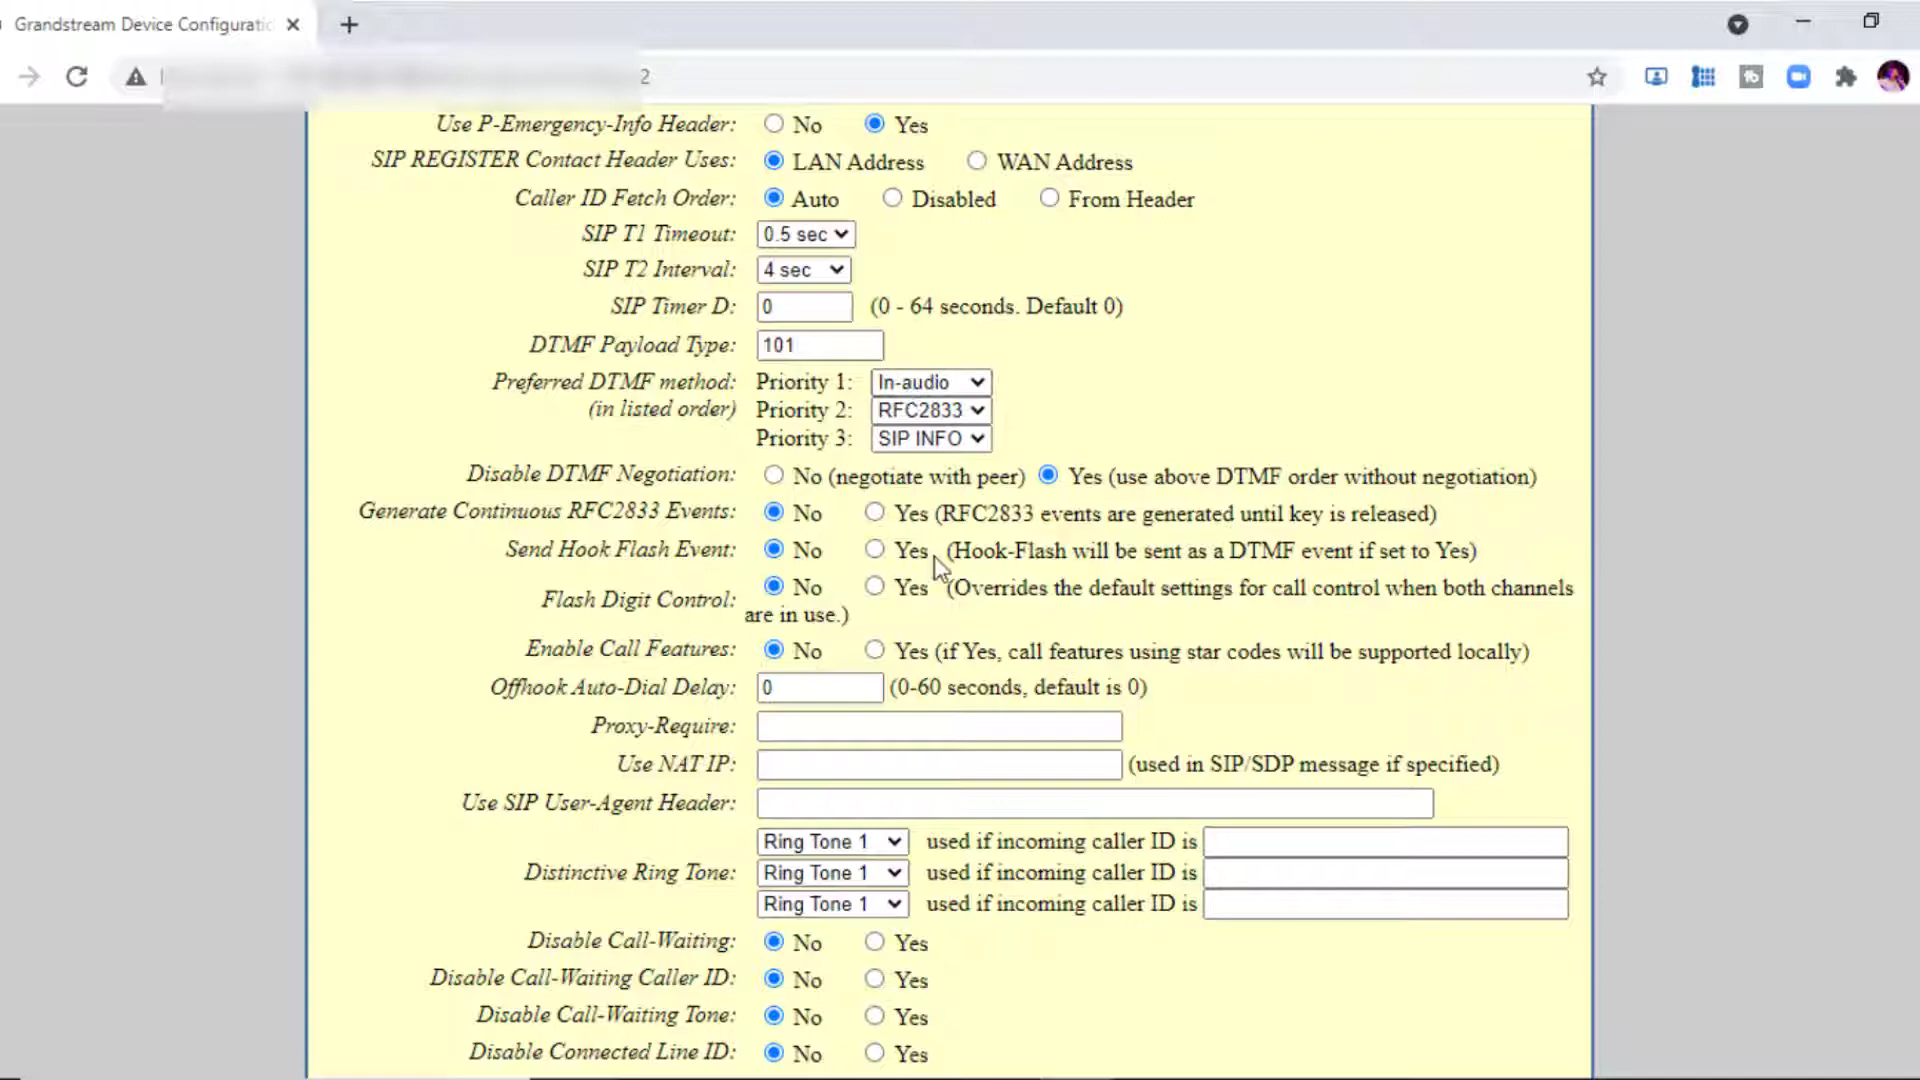 Grandstream Device Configuratio
2
Use P-Emergency-Info Header: No Yes
SIP REGISTER Contact Header Uses: LAN Address WAN Address
Caller ID Fetch Order: Auto Disabled From Header
SIP T1 Timeout: 0.5 sec
SIP T2 Interval: 4 sec
SIP Timer D: 0 (0 - 64 seconds. Default 0)
DTMF Payload Type: 101
Preferred DTMF method: Priority 1: In-audio
(in listed order) Priority 2: RFC2833
Priority 3: SIP INFO
Disable DTMF Negotiation: No (negotiate with peer) Yes (use above DTMF order without negotiation)
Generate Continuous RFC2833 Events: No Yes (RFC2833 events are generated until key is released)
Send Hook Flash Event: No Yes (Hook-Flash will be sent as a DTMF event if set to Yes)
Flash Digit Control: No Yes (Overrides the default settings for call control when both channels
are in use.)
Enable Call Features: No Yes (if Yes, call features using star codes will be supported locally)
Offhook Auto-Dial Delay: 0 (0-60 seconds, default is 0)
Proxy-Require:
Use NAT IP: (used in SIP/SDP message if specified)
Use SIP User-Agent Header:
Ring Tone 1 used if incoming caller ID is
Distinctive Ring Tone: Ring Tone 1 used if incoming caller ID is
Ring Tone 1 used if incoming caller ID is
Disable Call-Waiting: No Yes
Disable Call-Waiting Caller ID: No Yes
Disable Call-Waiting Tone: No Yes
Disable Connected Line ID: No Yes